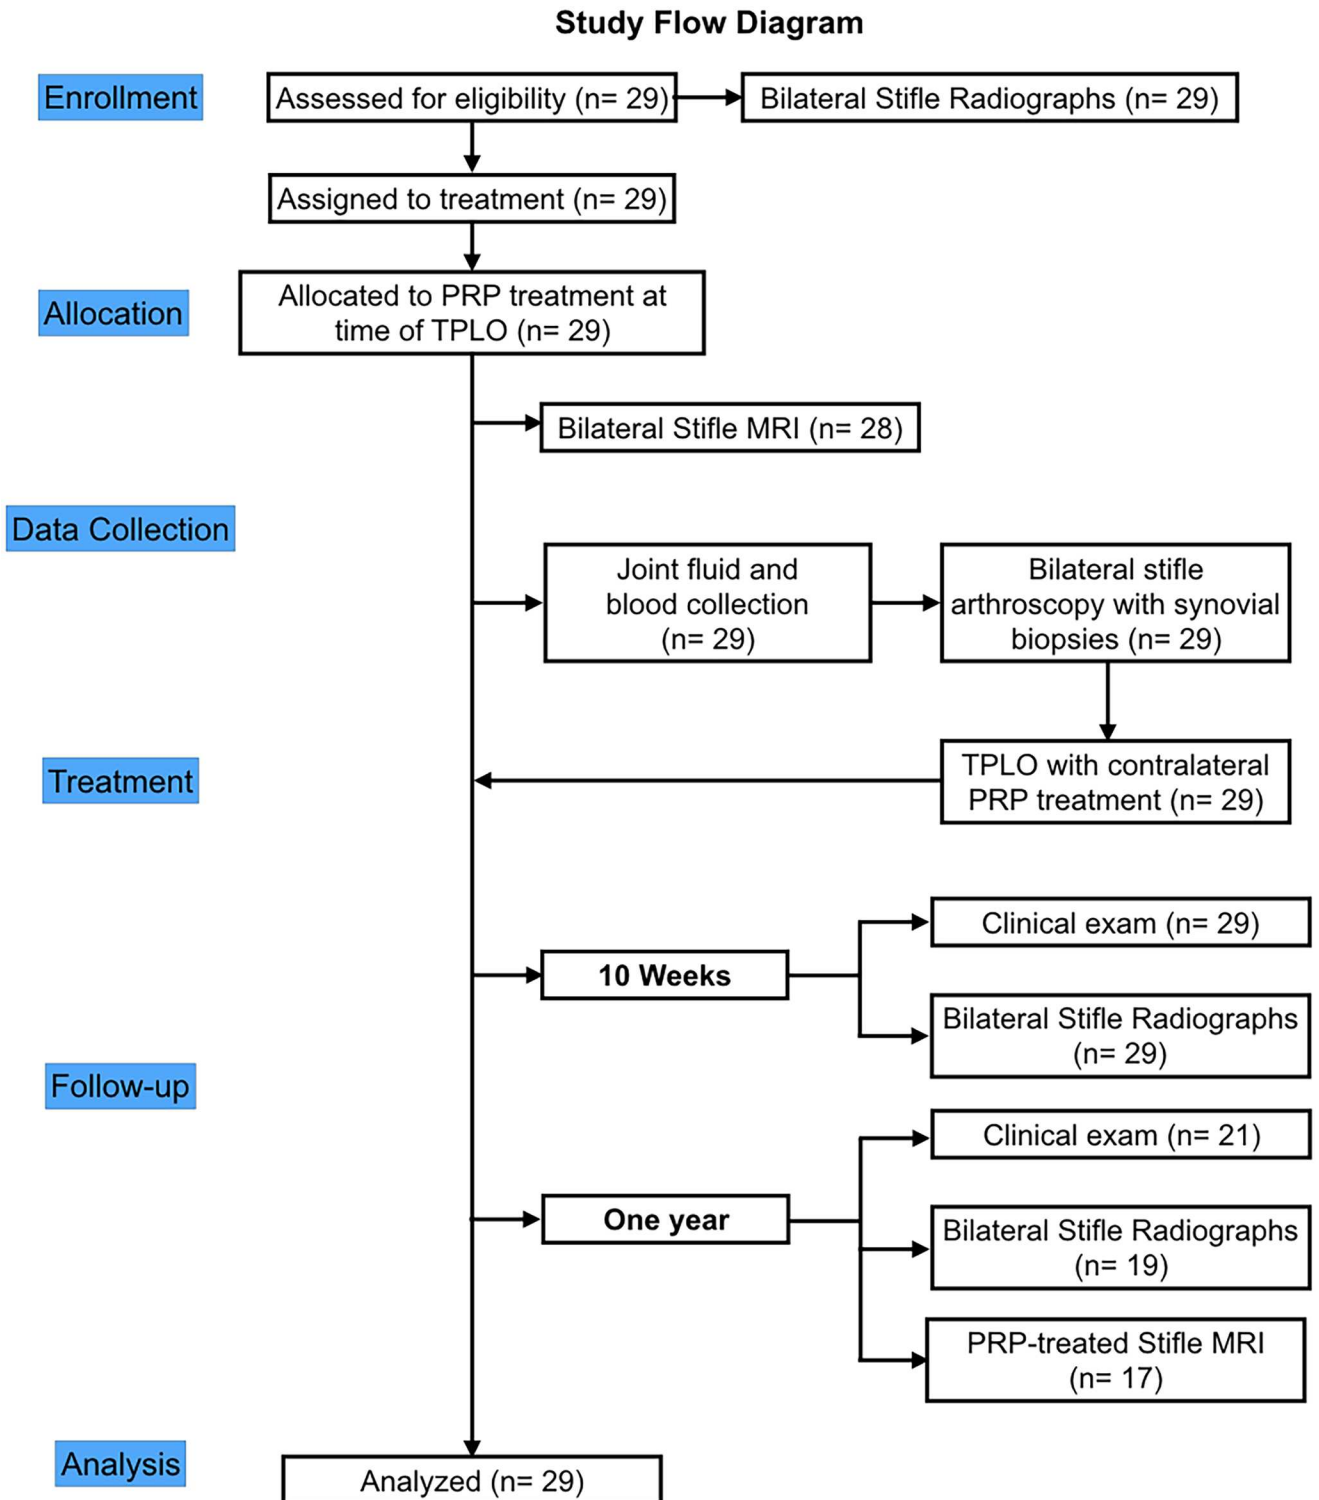 Study Flow Diagram
Enrollment
Assessed for eligibility (n= 29)
Bilateral Stifle Radiographs (n= 29)
Assigned to treatment (n= 29)
Allocation
Allocated to PRP treatment at
time of TPLO (n= 29)
Bilateral Stifle MRI (n= 28)
Data Collection
Joint fluid and
blood collection
(n= 29)
Bilateral stifle
arthroscopy with synovial
biopsies (n= 29)
Treatment
TPLO with contralateral
PRP treatment (n= 29)
10 Weeks
Clinical exam (n= 29)
Bilateral Stifle Radiographs
(n= 29)
Follow-up
One year
Clinical exam (n= 21)
Bilateral Stifle Radiographs
(n= 19)
PRP-treated Stifle MRI
(n= 17)
Analysis
Analyzed (n= 29)